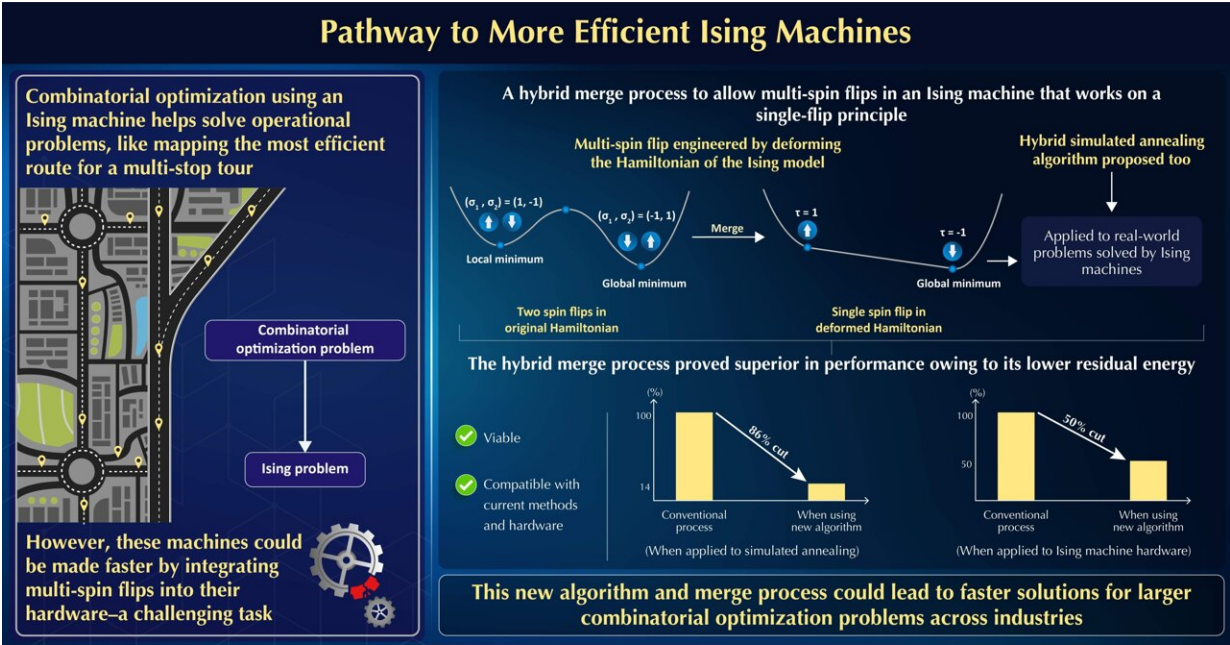 Pathway to More Efficient Ising Machines
Combinatorial optimization using an
Ising machine helps solve operational
problems, like mapping the most efficient
route for a multi-stop tour
Combinatorial
optimization problem
Ising problem
However, these machines could
be made faster by integrating
multi-spin flips into their
hardware–a challenging task
A hybrid merge process to allow multi-spin flips in an Ising machine that works on a
single-flip principle
Multi-spin flip engineered by deforming
the Hamiltonian of the Ising model
(σ₁ , σ₂) = (1, -1)
Local minimum
(σ₁ , σ₂) = (-1, 1)
Global minimum
Two spin flips in
original Hamiltonian
Merge
τ = 1
τ = -1
Global minimum
Single spin flip in
deformed Hamiltonian
Hybrid simulated annealing
algorithm proposed too
Applied to real-world
problems solved by Ising
machines
The hybrid merge process proved superior in performance owing to its lower residual energy
Viable
Compatible with
current methods
and hardware
(%)
100
14
86% cut
Conventional
process
When using
new algorithm
(When applied to simulated annealing)
(%)
100
50
50% cut
Conventional
process
When using
new algorithm
(When applied to Ising machine hardware)
This new algorithm and merge process could lead to faster solutions for larger
combinatorial optimization problems across industries